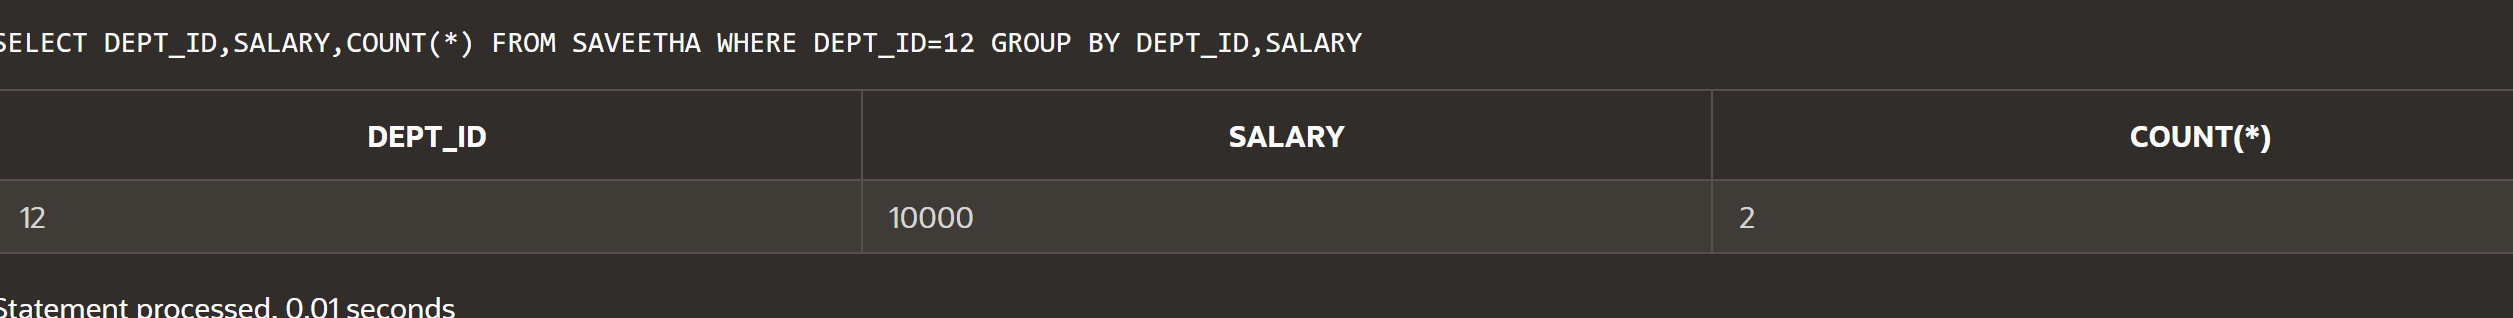 SELECT DEPT_ID,SALARY,COUNT(*) FROM SAVEETHA WHERE DEPT_ID=12 GROUP BY DEPT_ID,SALARY
DEPT_ID SALARY COUNT(*)
12 10000 2
Statement processed. 0.01 seconds